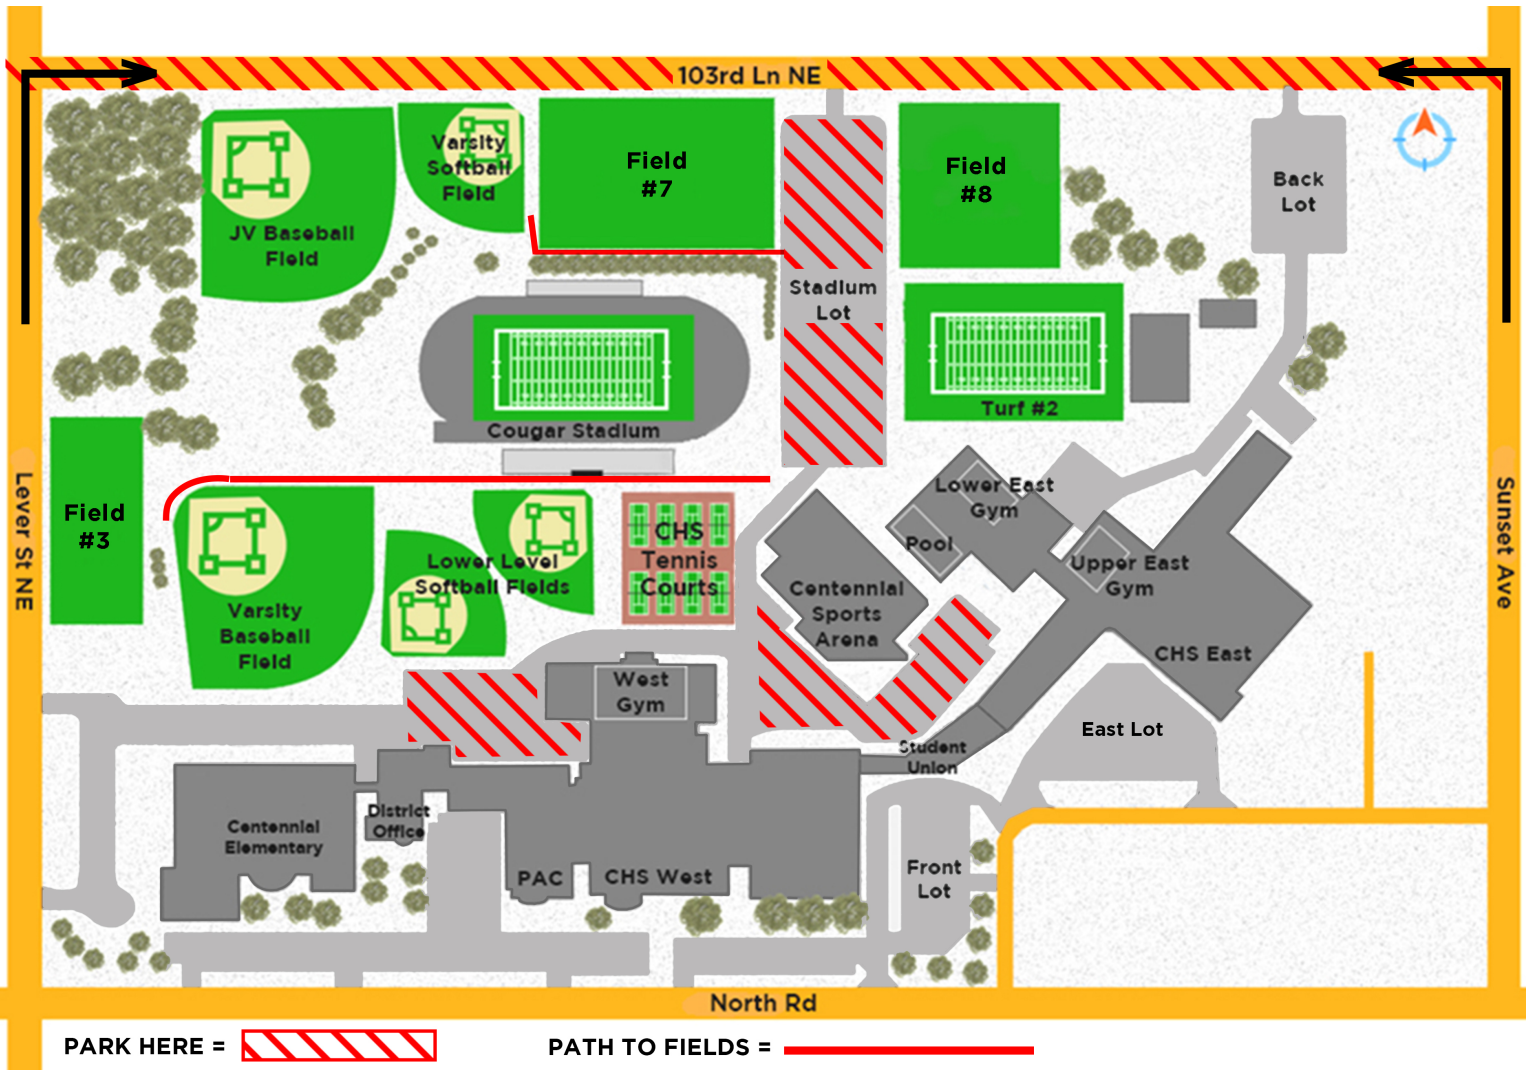 103rd Ln NE
Varsity
Softball
Field
Field
#7
Field
#8
Back
Lot
JV Baseball
Field
Stadium
Lot
Turf #2
Cougar Stadium
Lever St NE
Field
#3
Sunset Ave
Lower East
Gym
Pool
CHS
Tennis
Courts
Lower Level
Softball Fields
Upper East
Gym
Centennial
Sports
Arena
Varsity
Baseball
Field
CHS East
West
Gym
East Lot
Student
Union
District
Office
Centennial
Elementary
PAC
CHS West
Front
Lot
North Rd
PARK HERE =
PATH TO FIELDS =